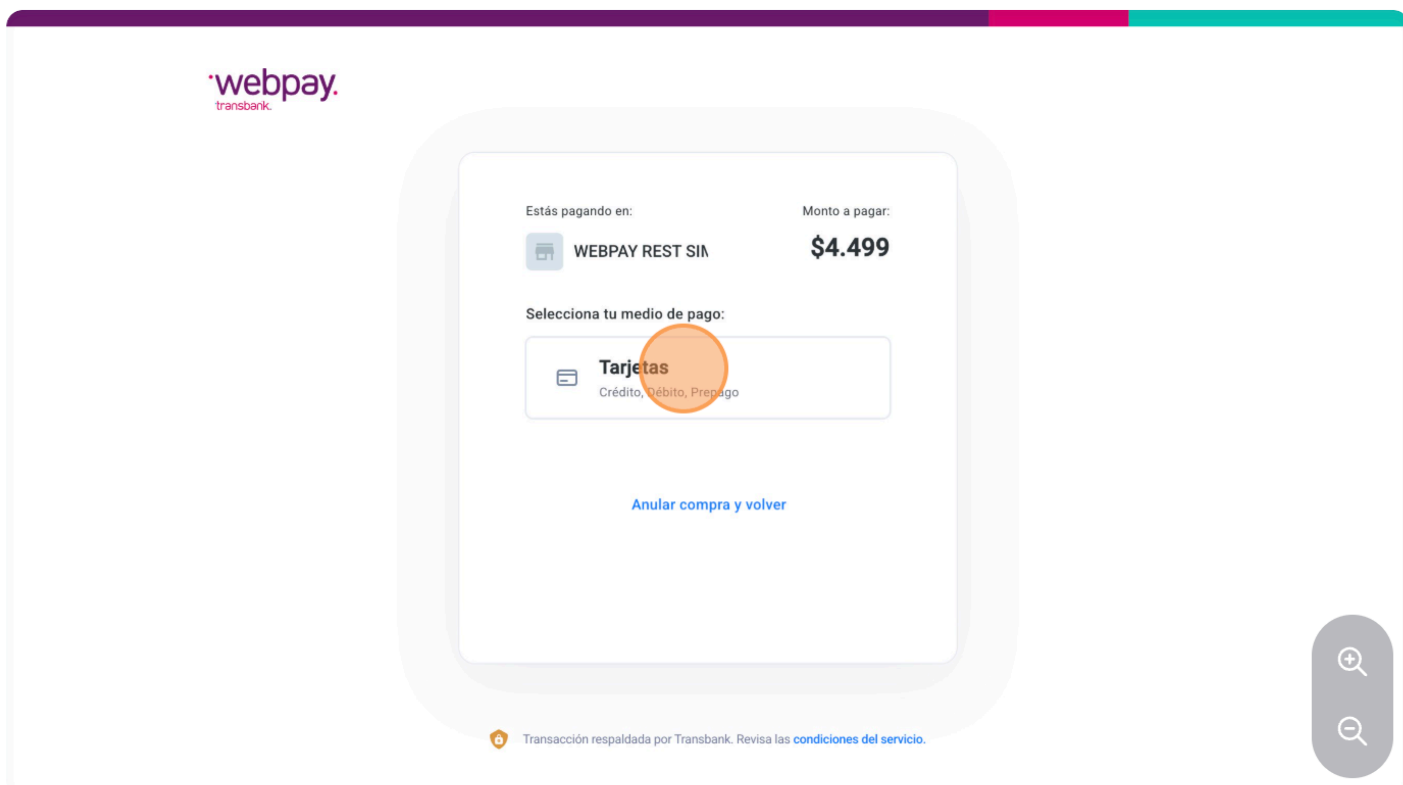 webpay.
transbank.
Estás pagando en: Monto a pagar:
WEBPAY REST SIM $4.499
Selecciona tu medio de pago:
Tarjetas
Crédito, Débito, Prepago
Anular compra y volver
Transacción respaldada por Transbank. Revisa las condiciones del servicio.